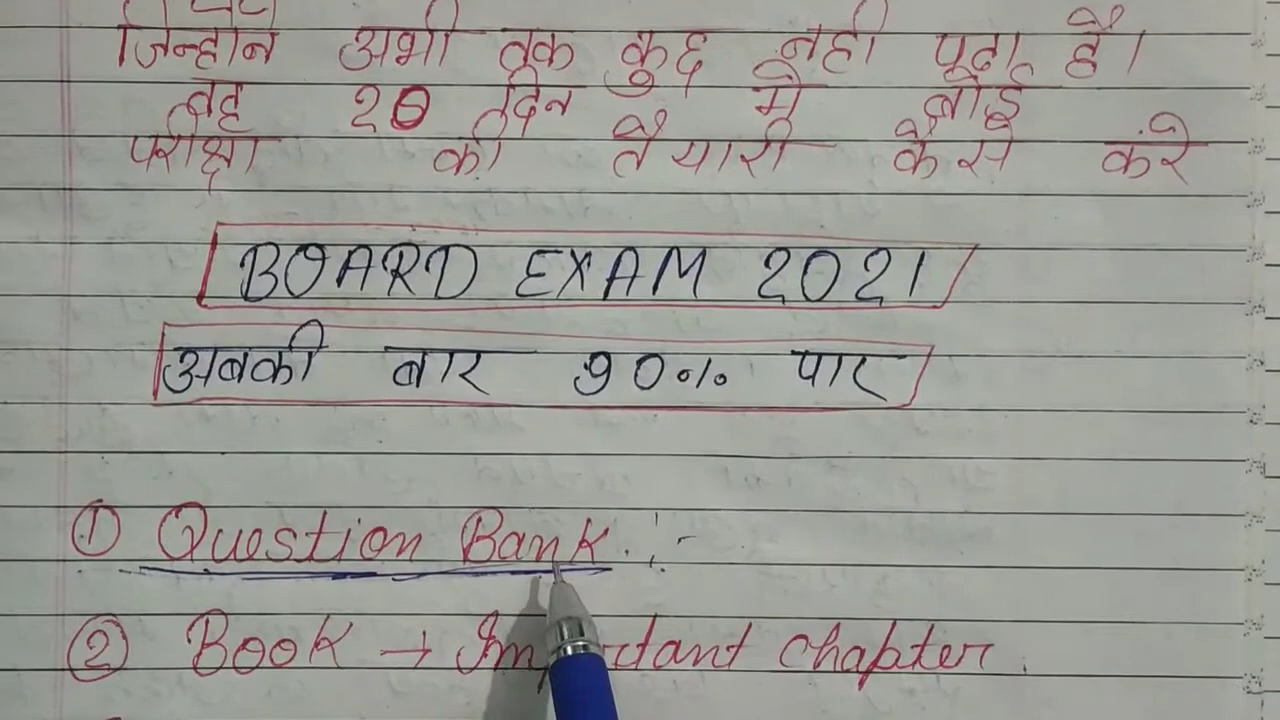 जिन्होने अभी तक कुछ नही पढा है।
वह 20 दिन मे बोर्ड
परीक्षा की तैयारी कैसे करे
BOARD EXAM 2021
अबकी बार 90% पार
① Question Bank :-
② Book → Important chapter.